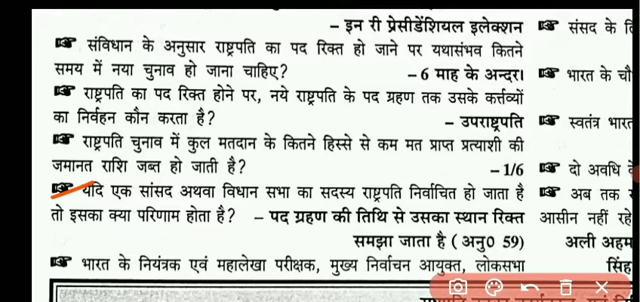 – इन री प्रेसीडेंशियल इलेक्शन
संविधान के अनुसार राष्ट्रपति का पद रिक्त हो जाने पर यथासंभव कितने
समय में नया चुनाव हो जाना चाहिए? – 6 माह के अन्दर।
राष्ट्रपति का पद रिक्त होने पर, नये राष्ट्रपति के पद ग्रहण तक उसके कर्त्तव्यों
का निर्वहन कौन करता है? – उपराष्ट्रपति
राष्ट्रपति चुनाव में कुल मतदान के कितने हिस्से से कम मत प्राप्त प्रत्याशी की
जमानत राशि जब्त हो जाती है? – 1/6
यदि एक सांसद अथवा विधान सभा का सदस्य राष्ट्रपति निर्वाचित हो जाता है
तो इसका क्या परिणाम होता है? – पद ग्रहण की तिथि से उसका स्थान रिक्त
समझा जाता है (अनु० 59)
भारत के नियंत्रक एवं महालेखा परीक्षक, मुख्य निर्वाचन आयुक्त, लोकसभा
संसद के
भारत के
स्वतंत्र भारत
दो अवधि
अब तक
आसीन नहीं रहे
अली अहम
सिंह